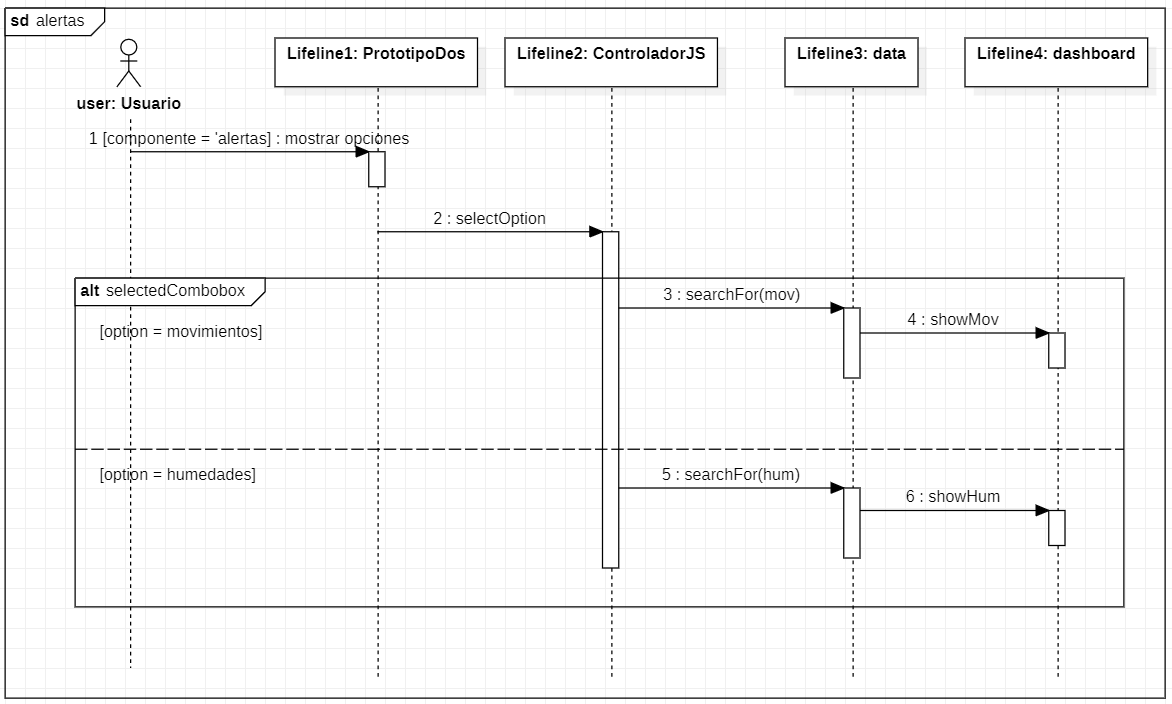 sd alertas
Lifeline1: PrototipoDos
Lifeline2: ControladorJS
Lifeline3: data
Lifeline4: dashboard
user: Usuario
1 [componente = 'alertas] : mostrar opciones
2 : selectOption
alt selectedCombobox
3 : searchFor(mov)
4 : showMov
[option = movimientos]
[option = humedades]
5 : searchFor(hum)
6 : showHum